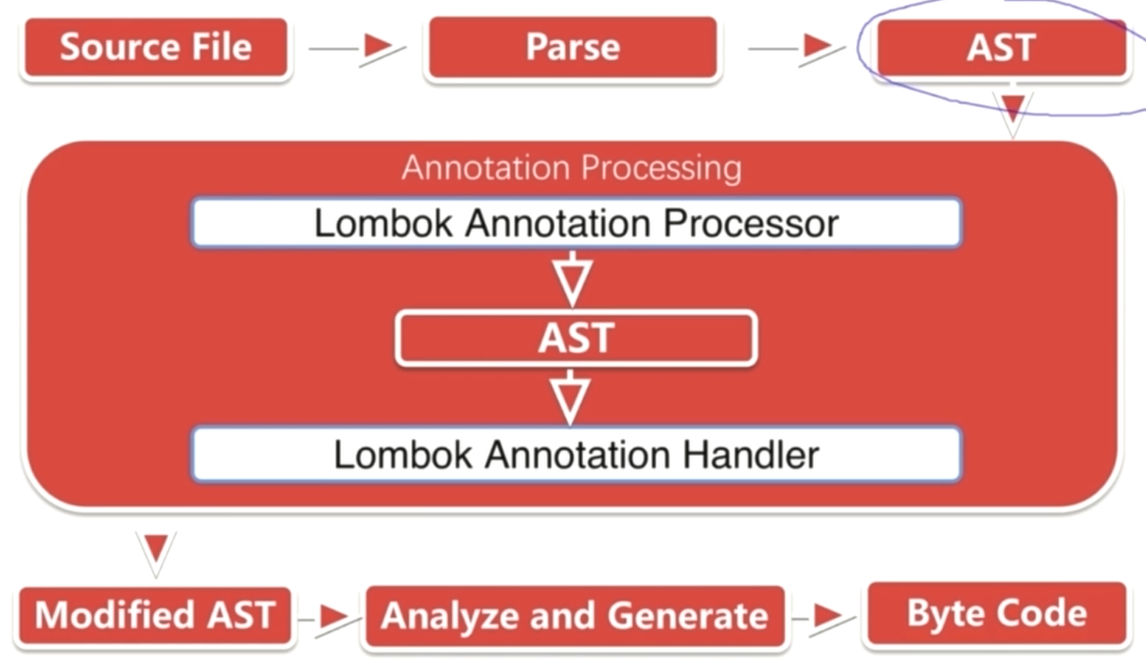 Source File
Parse
AST
Annotation Processing
Lombok Annotation Processor
AST
Lombok Annotation Handler
Modified AST
Analyze and Generate
Byte Code